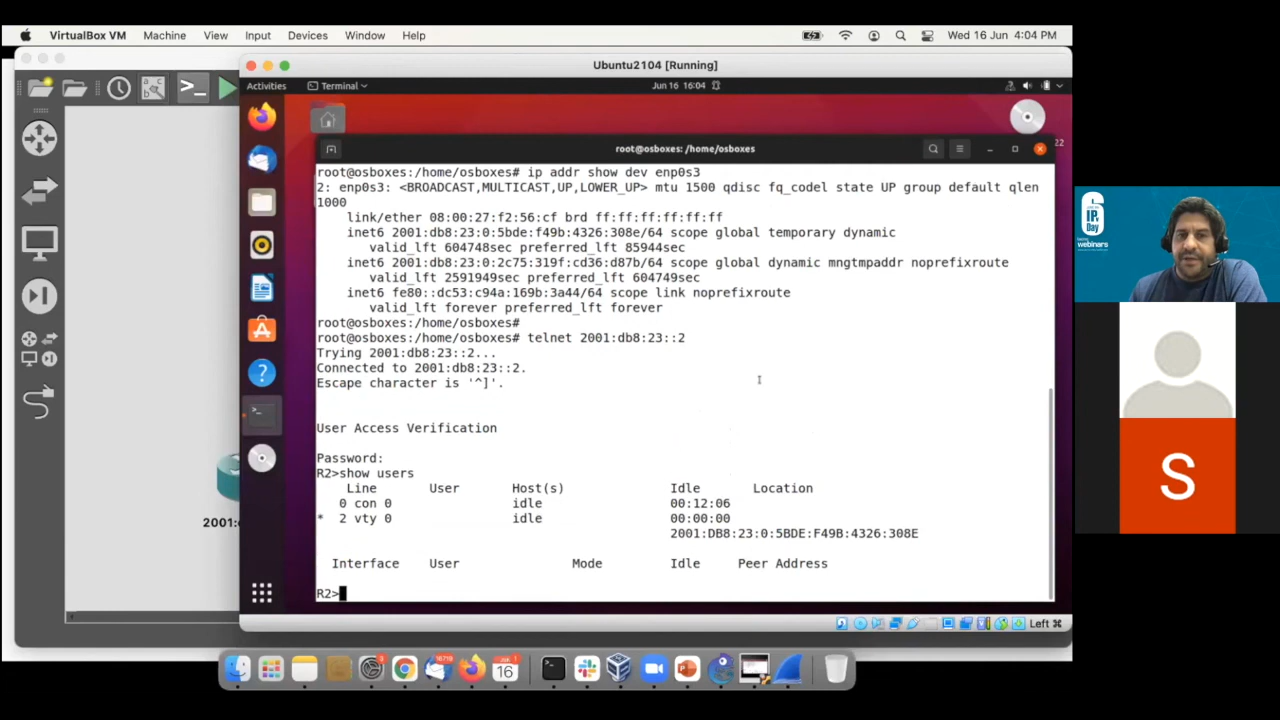 VirtualBox VM Machine View Input Devices Window Help Wed 16 Jun 4:04 PM
Ubuntu2104 [Running]
Activities Terminal Jun 16 16:04
root@osboxes: /home/osboxes
22
root@osboxes:/home/osboxes# ip addr show dev enp0s3
2: enp0s3: <BROADCAST,MULTICAST,UP,LOWER_UP> mtu 1500 qdisc fq_codel state UP group default qlen
1000
link/ether 08:00:27:f2:56:cf brd ff:ff:ff:ff:ff:ff
inet6 2001:db8:23:0:5bde:f49b:4326:308e/64 scope global temporary dynamic
valid_lft 604748sec preferred_lft 85944sec
inet6 2001:db8:23:0:2c75:319f:cd36:d87b/64 scope global dynamic mngtmpaddr noprefixroute
valid_lft 2591949sec preferred_lft 604749sec
inet6 fe80::dc53:c94a:169b:3a44/64 scope link noprefixroute
valid_lft forever preferred_lft forever
root@osboxes:/home/osboxes#
root@osboxes:/home/osboxes# telnet 2001:db8:23::2
Trying 2001:db8:23::2...
Connected to 2001:db8:23::2.
Escape character is '^]'.
User Access Verification
Password:
R2>show users
Line User Host(s) Idle Location
0 con 0 idle 00:12:06
* 2 vty 0 idle 00:00:00
2001:DB8:23:0:5BDE:F49B:4326:308E
Interface User Mode Idle Peer Address
R2>
2001:
Left ⌘
6 IPv6
Day
webinars
S
16719
16